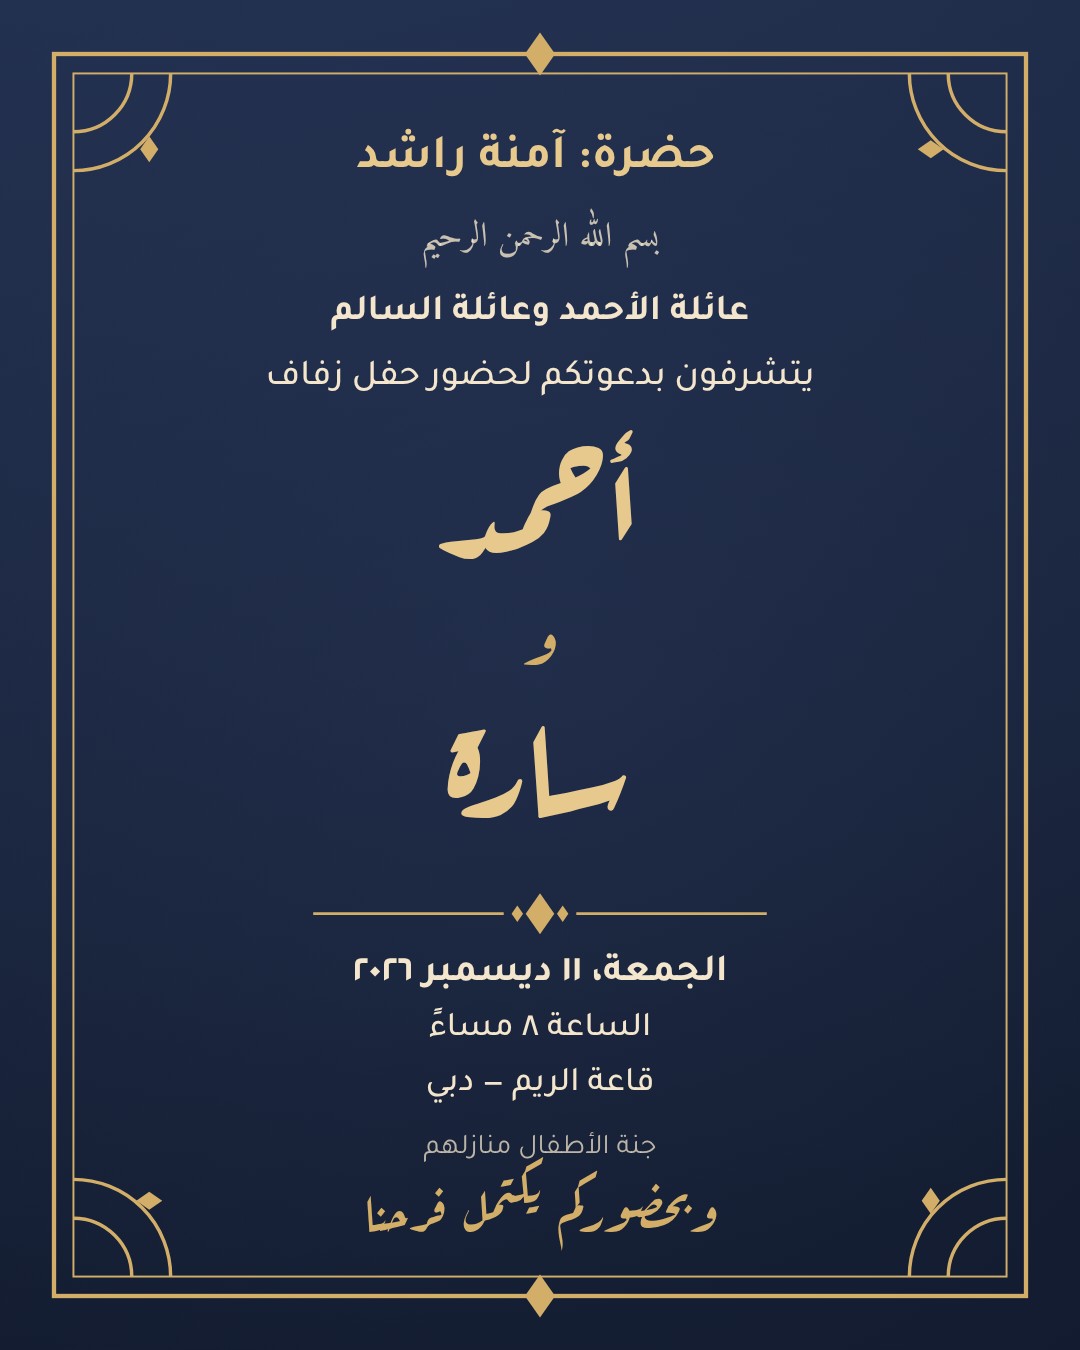 حضرة: آمنة راشد
بسم الله الرحمن الرحيم
عائلة الأحمد وعائلة السالم
يتشرفون بدعوتكم لحضور حفل زفاف
أحمد
و
سارة
الجمعة، ١١ ديسمبر ٢٠٢٦
الساعة ٨ مساءً
قاعة الريم – دبي
جنة الأطفال منازلهم
وبحضوركم يكتمل فرحنا